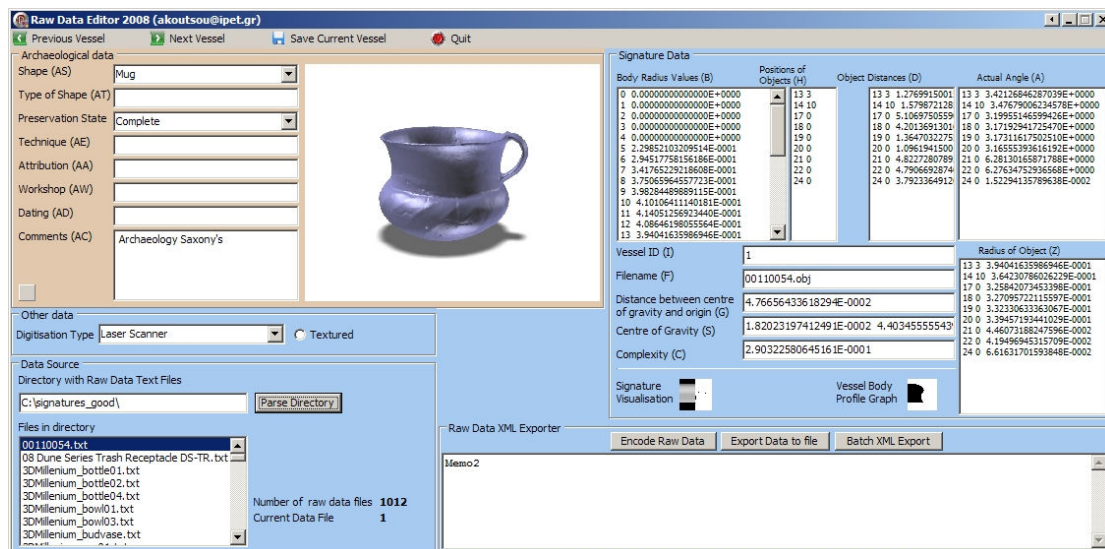 Raw Data Editor 2008 (akoutsou@ipet.gr)
Previous Vessel Next Vessel Save Current Vessel Quit
Archaeological data
Shape (AS) Mug
Type of Shape (AT)
Preservation State Complete
Technique (AE)
Attribution (AA)
Workshop (AW)
Dating (AD)
Comments (AC) Archaeology Saxony's
Other data
Digitisation Type Laser Scanner Textured
Data Source
Directory with Raw Data Text Files
C:\signatures_good\ Parse Directory
Files in directory
00110054.txt
08 Dune Series Trash Receptacle DS-TR.txt
3DMillenium_bottle01.txt
3DMillenium_bottle02.txt
3DMillenium_bottle04.txt
3DMillenium_bowl01.txt
3DMillenium_bowl03.txt
3DMillenium_budvase.txt
Number of raw data files 1012
Current Data File 1
Signature Data
Body Radius Values (B)
0 0.00000000000000E+0000
1 0.00000000000000E+0000
2 0.00000000000000E+0000
3 0.00000000000000E+0000
4 0.00000000000000E+0000
5 2.29852103209514E-0001
6 2.94517758156186E-0001
7 3.41765229218608E-0001
8 3.75065964557723E-0001
9 3.98284489889115E-0001
10 4.10106411140181E-0001
11 4.14051256923440E-0001
12 4.08646198055564E-0001
13 3.94041635986946E-0001
Positions of
Objects (H)
13 3
14 10
17 0
18 0
19 0
20 0
21 0
22 0
24 0
Object Distances (D)
13 3 1.2769915001
14 10 1.579872128
17 0 5.1069750559
18 0 4.2013691301
19 0 1.3647032275
20 0 1.0961941500
21 0 4.8227280789
22 0 4.7906692874
24 0 3.7923364912
Actual Angle (A)
13 3 3.42126846287039E+0000
14 10 3.47679006234578E+0000
17 0 3.19955146599426E+0000
18 0 3.17192941725470E+0000
19 0 3.17311617502510E+0000
20 0 3.16555393616192E+0000
21 0 6.28130165871788E+0000
22 0 6.27634752936568E+0000
24 0 1.52294135789638E-0002
Vessel ID (I) 1
Filename (F) 00110054.obj
Distance between centre
of gravity and origin (G) 4.76656433618294E-0002
Centre of Gravity (S) 1.82023197412491E-0002 4.4034555543
Complexity (C) 2.90322580645161E-0001
Radius of Object (Z)
13 3 3.94041635986946E-0001
14 10 3.64230786026229E-0001
17 0 3.25842073453398E-0001
18 0 3.27095722115597E-0001
19 0 3.32330633363067E-0001
20 0 3.39457193441029E-0001
21 0 4.46073188247596E-0002
22 0 4.19496945315709E-0002
24 0 6.61631701593848E-0002
Signature
Visualisation
Vessel Body
Profile Graph
Raw Data XML Exporter
Encode Raw Data Export Data to file Batch XML Export
Memo2